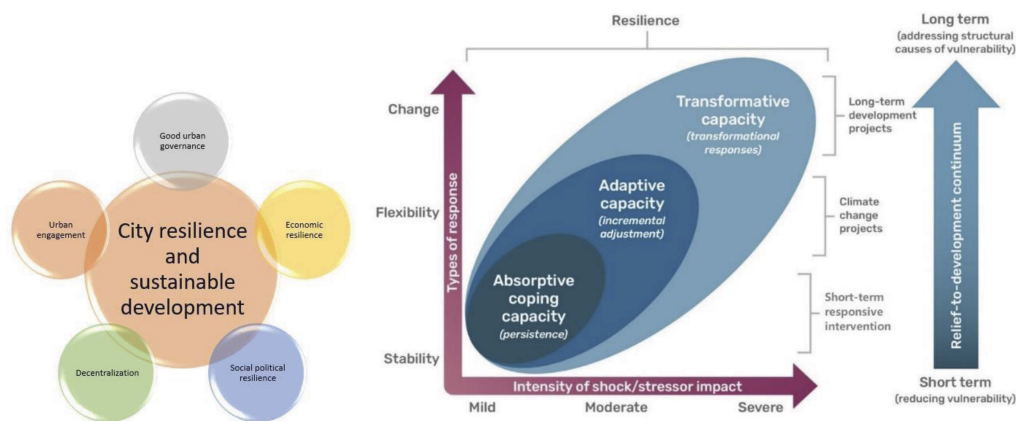 Good urban
governance
Urban
engagement
Economic
resilience
City resilience
and
sustainable
development
Decentralization
Social political
resilience
Resilience
Types of response
Change
Flexibility
Stability
Transformative
capacity
(transformational
responses)
Adaptive
capacity
(incremental
adjustment)
Absorptive
coping
capacity
(persistence)
Intensity of shock/stressor impact
Mild
Moderate
Severe
Long-term
development
projects
Climate
change
projects
Short-term
responsive
intervention
Long term
(addressing structural
causes of vulnerability)
Relief-to-development continuum
Short term
(reducing vulnerability)